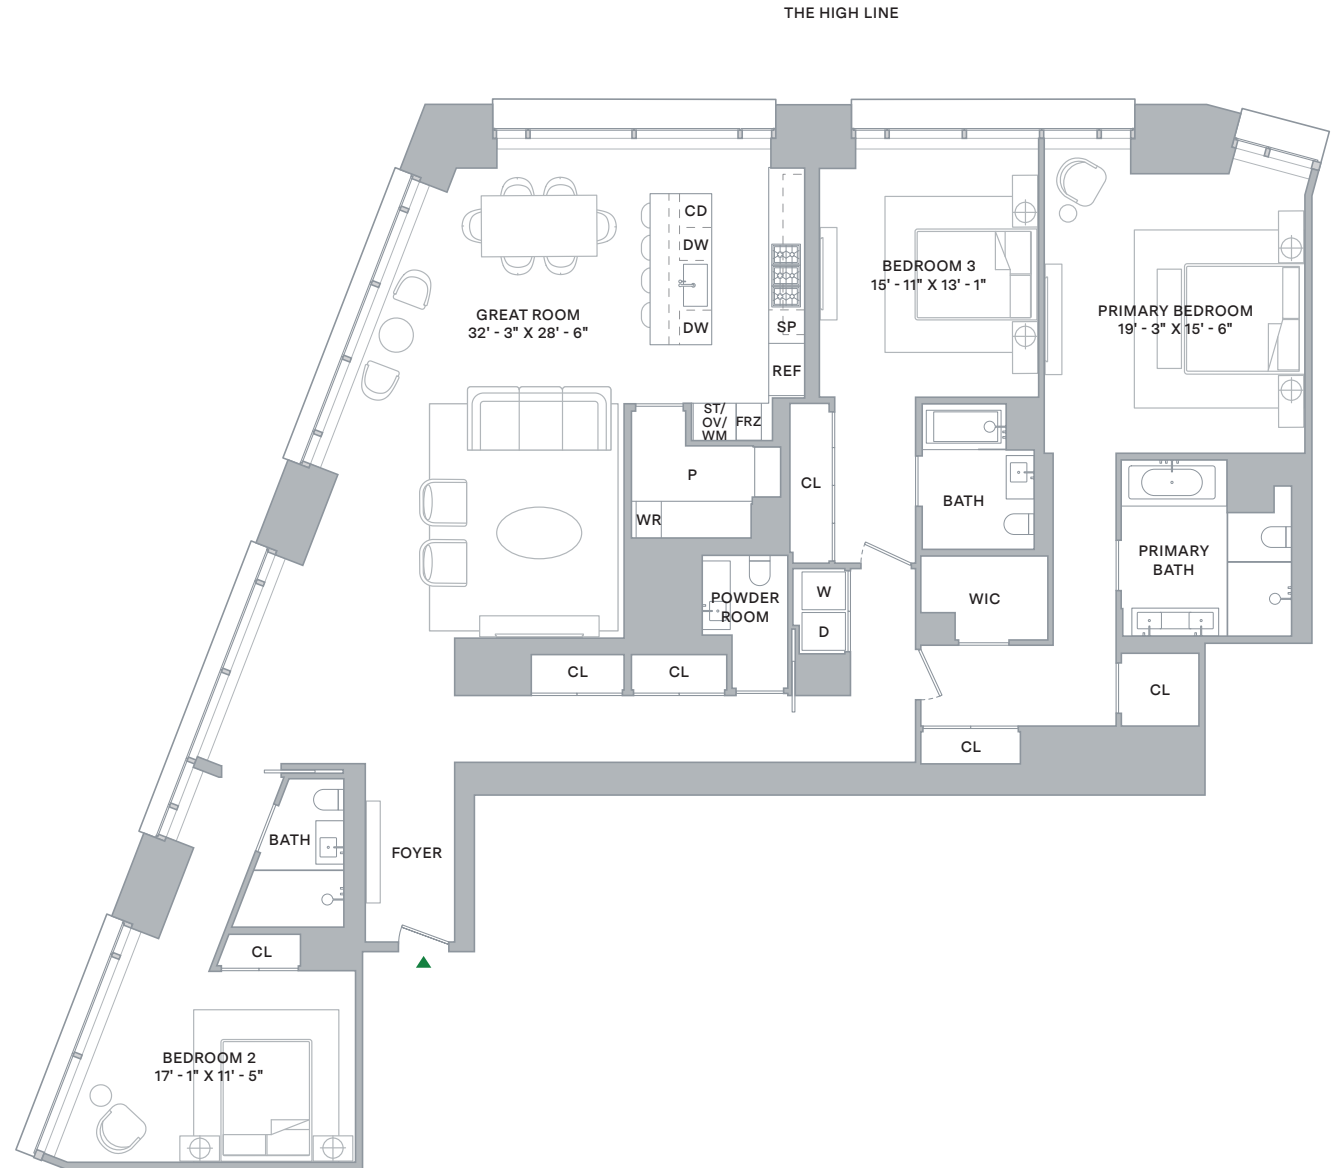 THE HIGH LINE
CD
DW
DW
SP
REF
ST/
OV/
WM
FRZ
GREAT ROOM
32' - 3" X 28' - 6"
BEDROOM 3
15' - 11" X 13' - 1"
PRIMARY BEDROOM
19' - 3" X 15' - 6"
P
WR
CL
BATH
PRIMARY
BATH
POWDER
ROOM
W
D
WIC
CL
CL
CL
CL
BATH
FOYER
CL
BEDROOM 2
17' - 1" X 11' - 5"